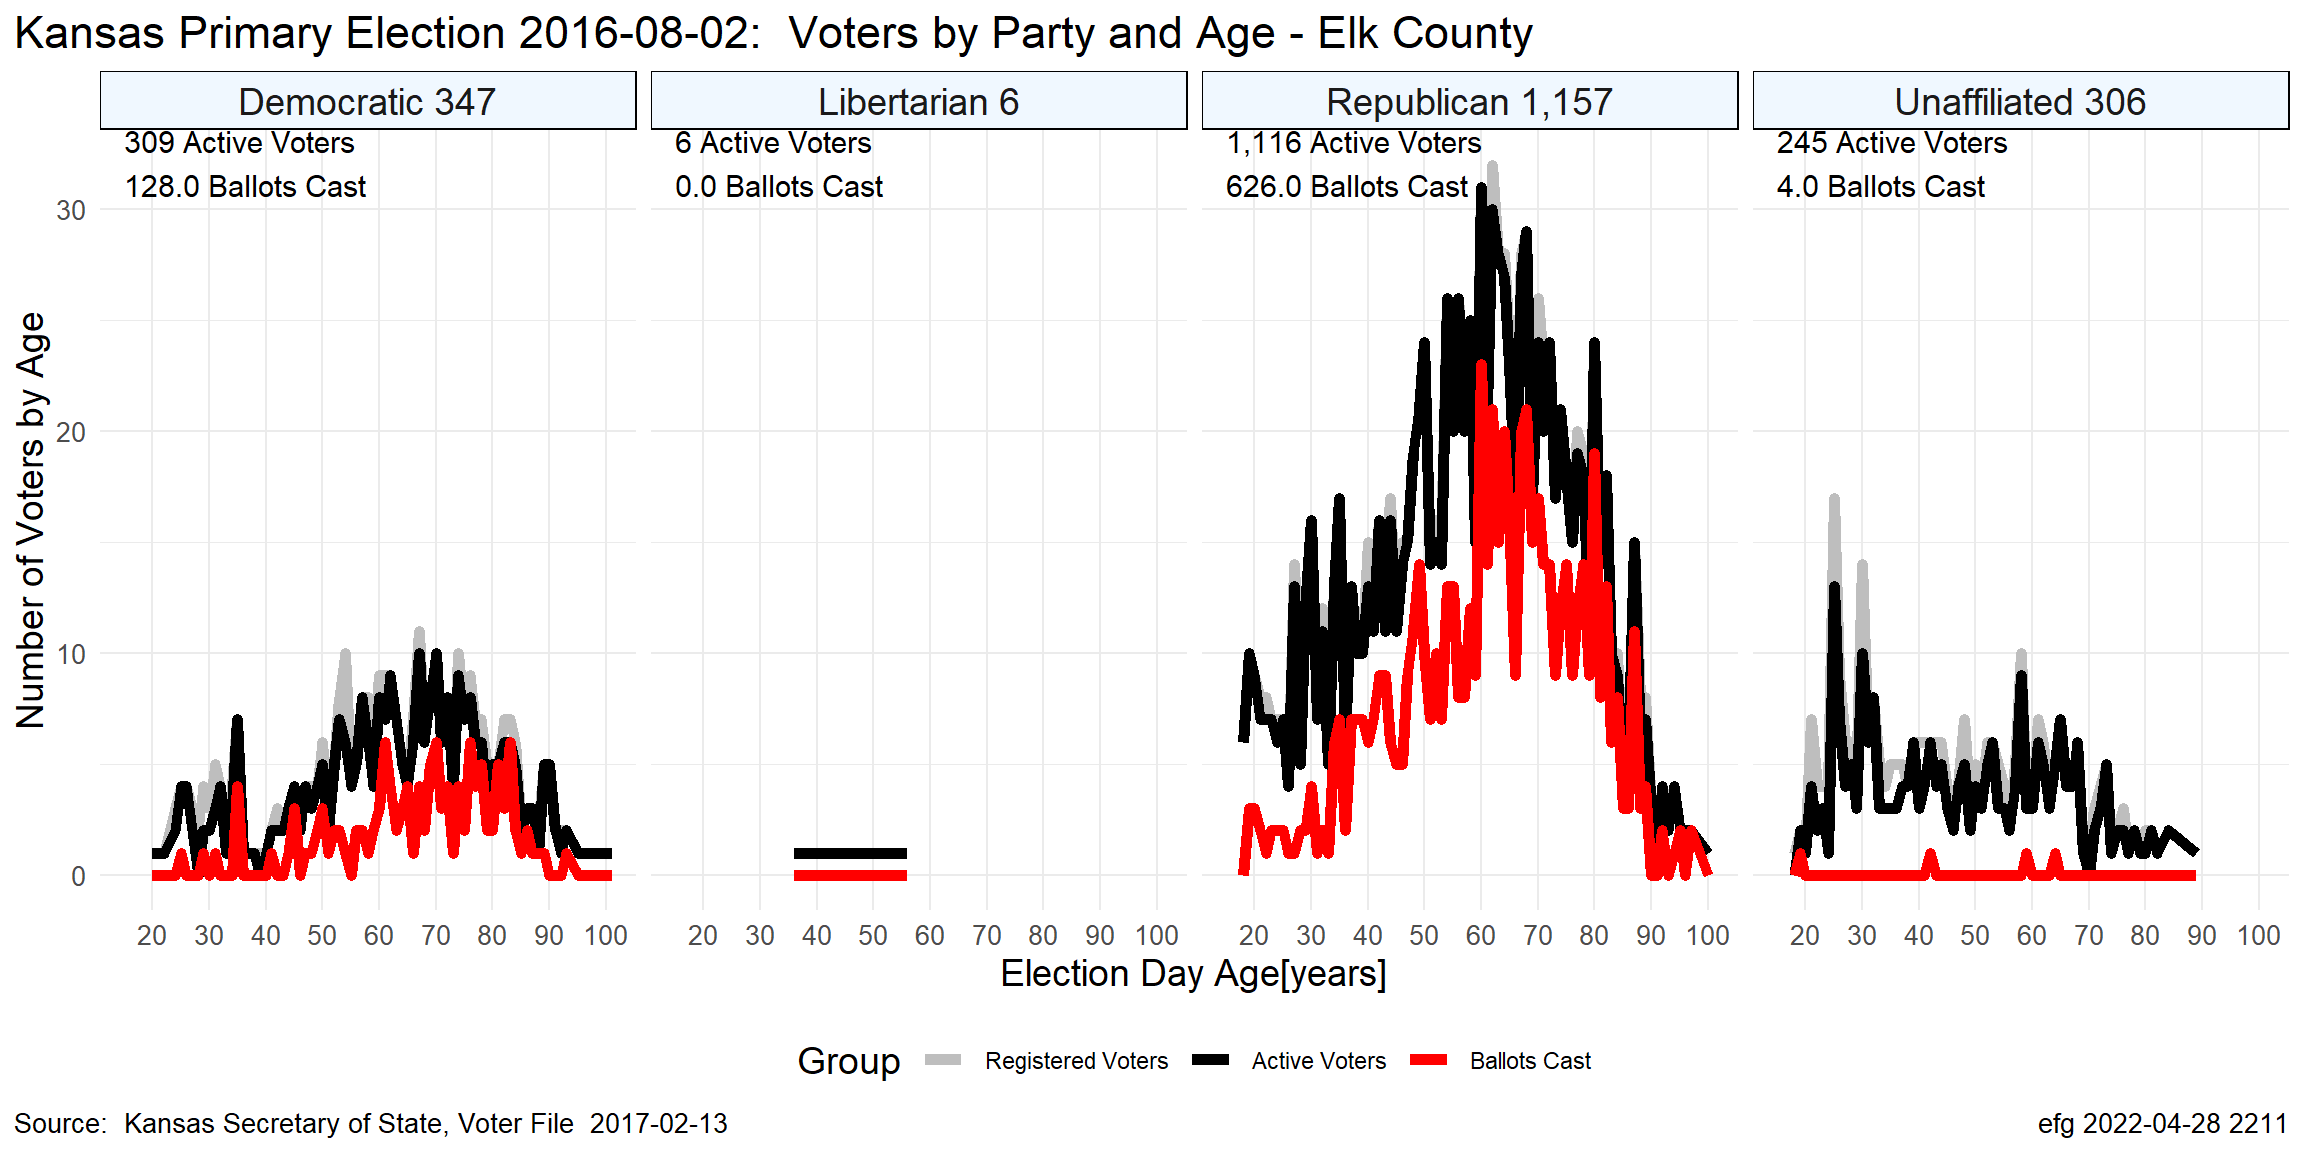 Kansas Primary Election 2016-08-02:  Voters by Party and Age - Elk County
Democratic 347
Libertarian 6
Republican 1,157
Unaffiliated 306
309 Active Voters
128.0 Ballots Cast
6 Active Voters
0.0 Ballots Cast
1,116 Active Voters
626.0 Ballots Cast
245 Active Voters
4.0 Ballots Cast
Number of Voters by Age
30
20
10
0
20 30 40 50 60 70 80 90 100
20 30 40 50 60 70 80 90 100
20 30 40 50 60 70 80 90 100
20 30 40 50 60 70 80 90 100
Election Day Age[years]
Group Registered Voters Active Voters Ballots Cast
Source:  Kansas Secretary of State, Voter File  2017-02-13
efg 2022-04-28 2211